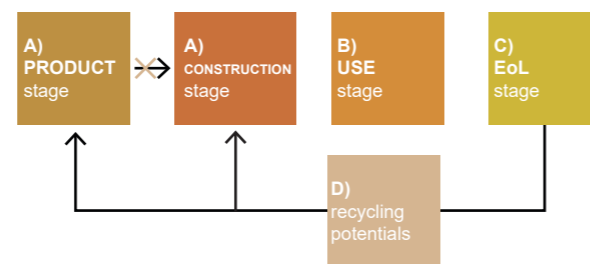 A)
PRODUCT
stage
A)
CONSTRUCTION
stage
B)
USE
stage
C)
EoL
stage
D)
recycling
potentials